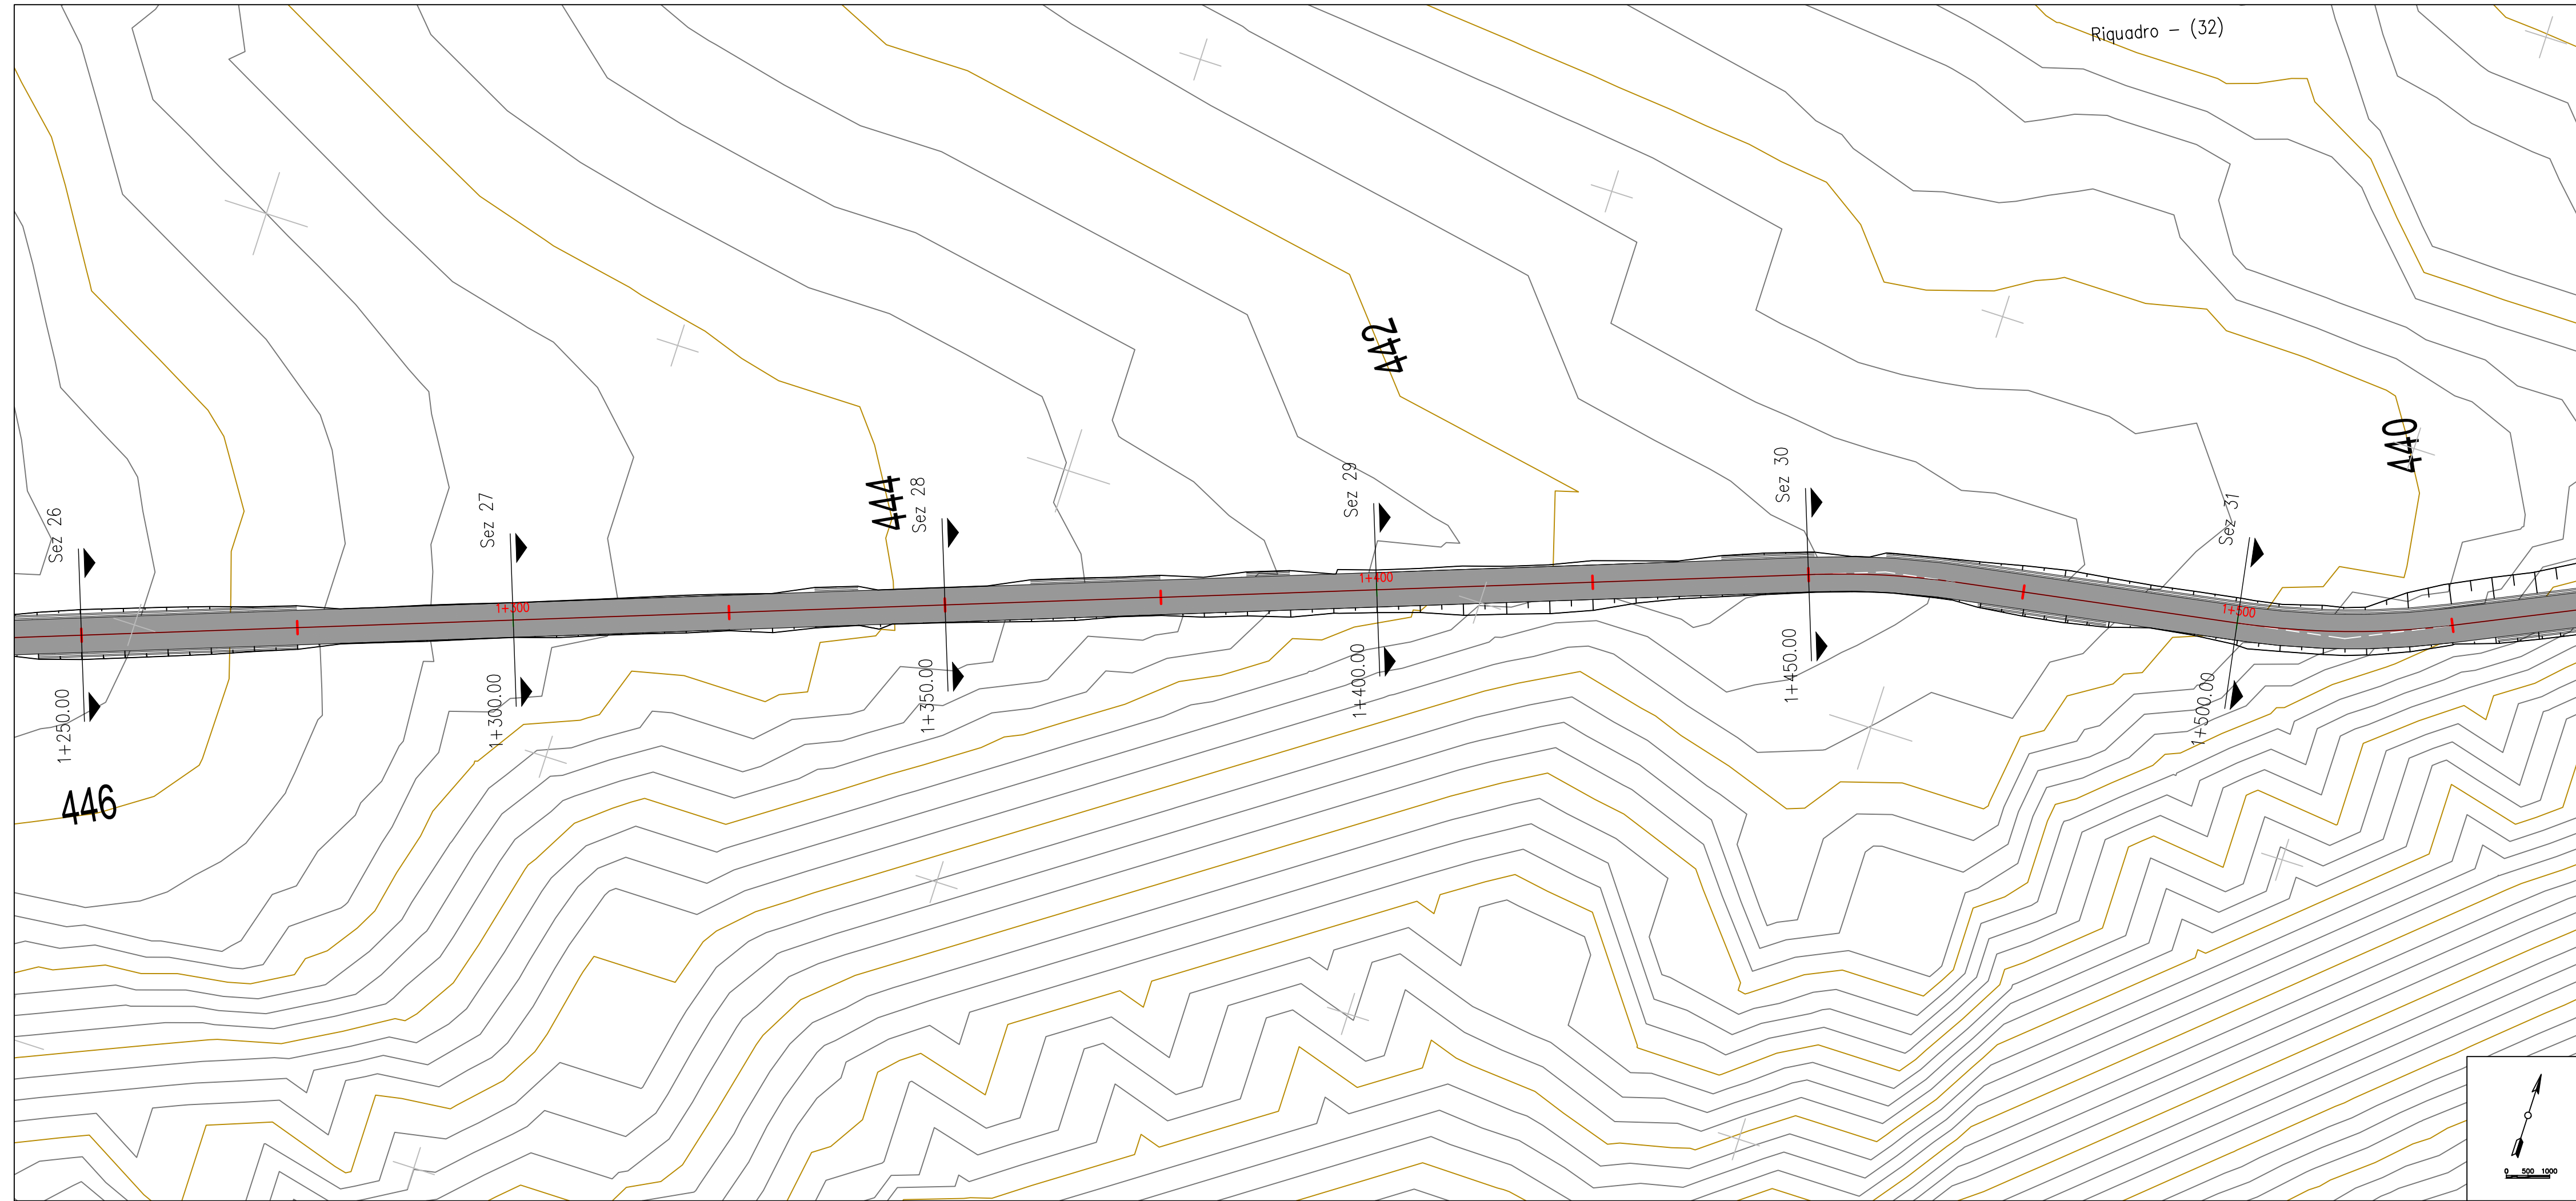 Riquadro - (32)
442
440
444
446
Sez 26
Sez 27
Sez 28
Sez 29
Sez 30
Sez 31
1+300
1+400
1+500
1+250.00
1+300.00
1+350.00
1+400.00
1+450.00
1+500.00
0 500 1000